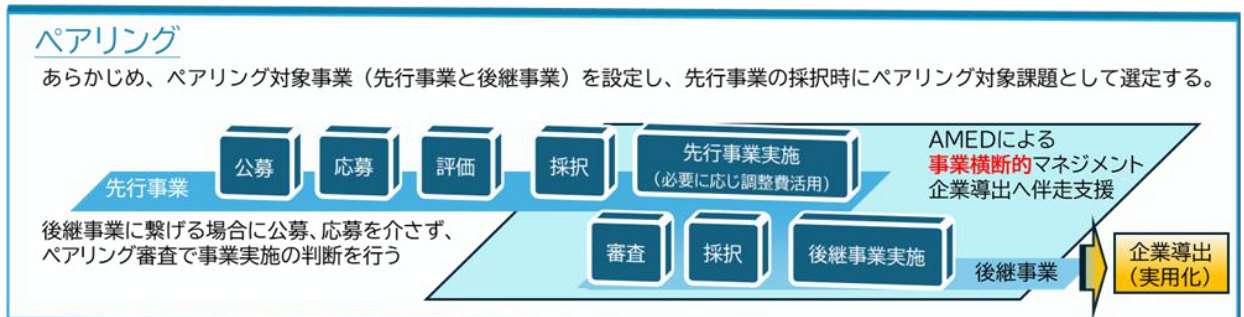 ペアリング
あらかじめ、ペアリング対象事業（先行事業と後継事業）を設定し、先行事業の採択時にペアリング対象課題として選定する。
先行事業
公募
応募
評価
採択
先行事業実施
（必要に応じ調整費活用）
AMEDによる
事業横断的マネジメント
企業導出へ伴走支援
後継事業に繋げる場合に公募、応募を介さず、
ペアリング審査で事業実施の判断を行う
審査
採択
後継事業実施
後継事業
企業導出
（実用化）